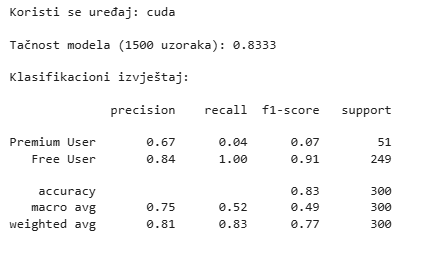 Koristi se uređaj: cuda
Tačnost modela (1500 uzoraka): 0.8333
Klasifikacioni izvještaj:
precision recall f1-score support
Premium User 0.67 0.04 0.07 51
Free User 0.84 1.00 0.91 249
accuracy 0.83 300
macro avg 0.75 0.52 0.49 300
weighted avg 0.81 0.83 0.77 300